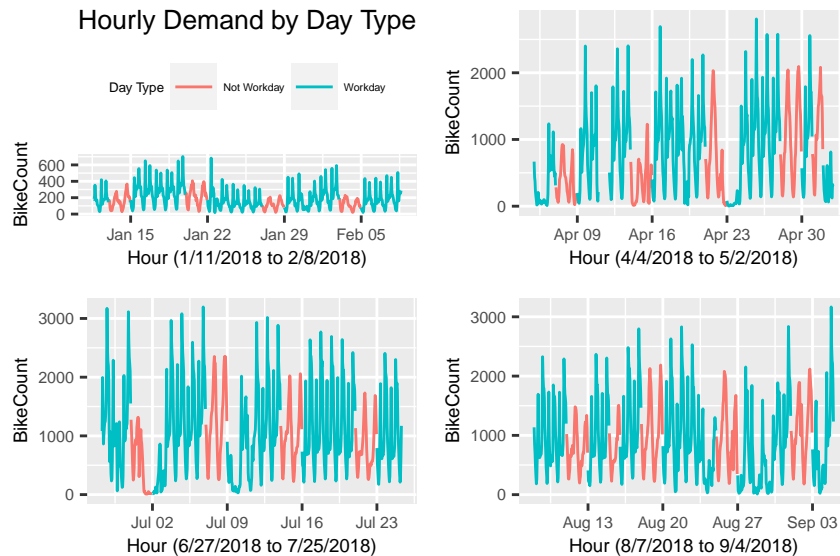 Hourly Demand by Day Type
Day Type Not Workday Workday
BikeCount
600
400
200
0
Jan 15 Jan 22 Jan 29 Feb 05
Hour (1/11/2018 to 2/8/2018)
BikeCount
2000
1000
0
Apr 09 Apr 16 Apr 23 Apr 30
Hour (4/4/2018 to 5/2/2018)
BikeCount
3000
2000
1000
0
Jul 02 Jul 09 Jul 16 Jul 23
Hour (6/27/2018 to 7/25/2018)
BikeCount
3000
2000
1000
0
Aug 13 Aug 20 Aug 27 Sep 03
Hour (8/7/2018 to 9/4/2018)